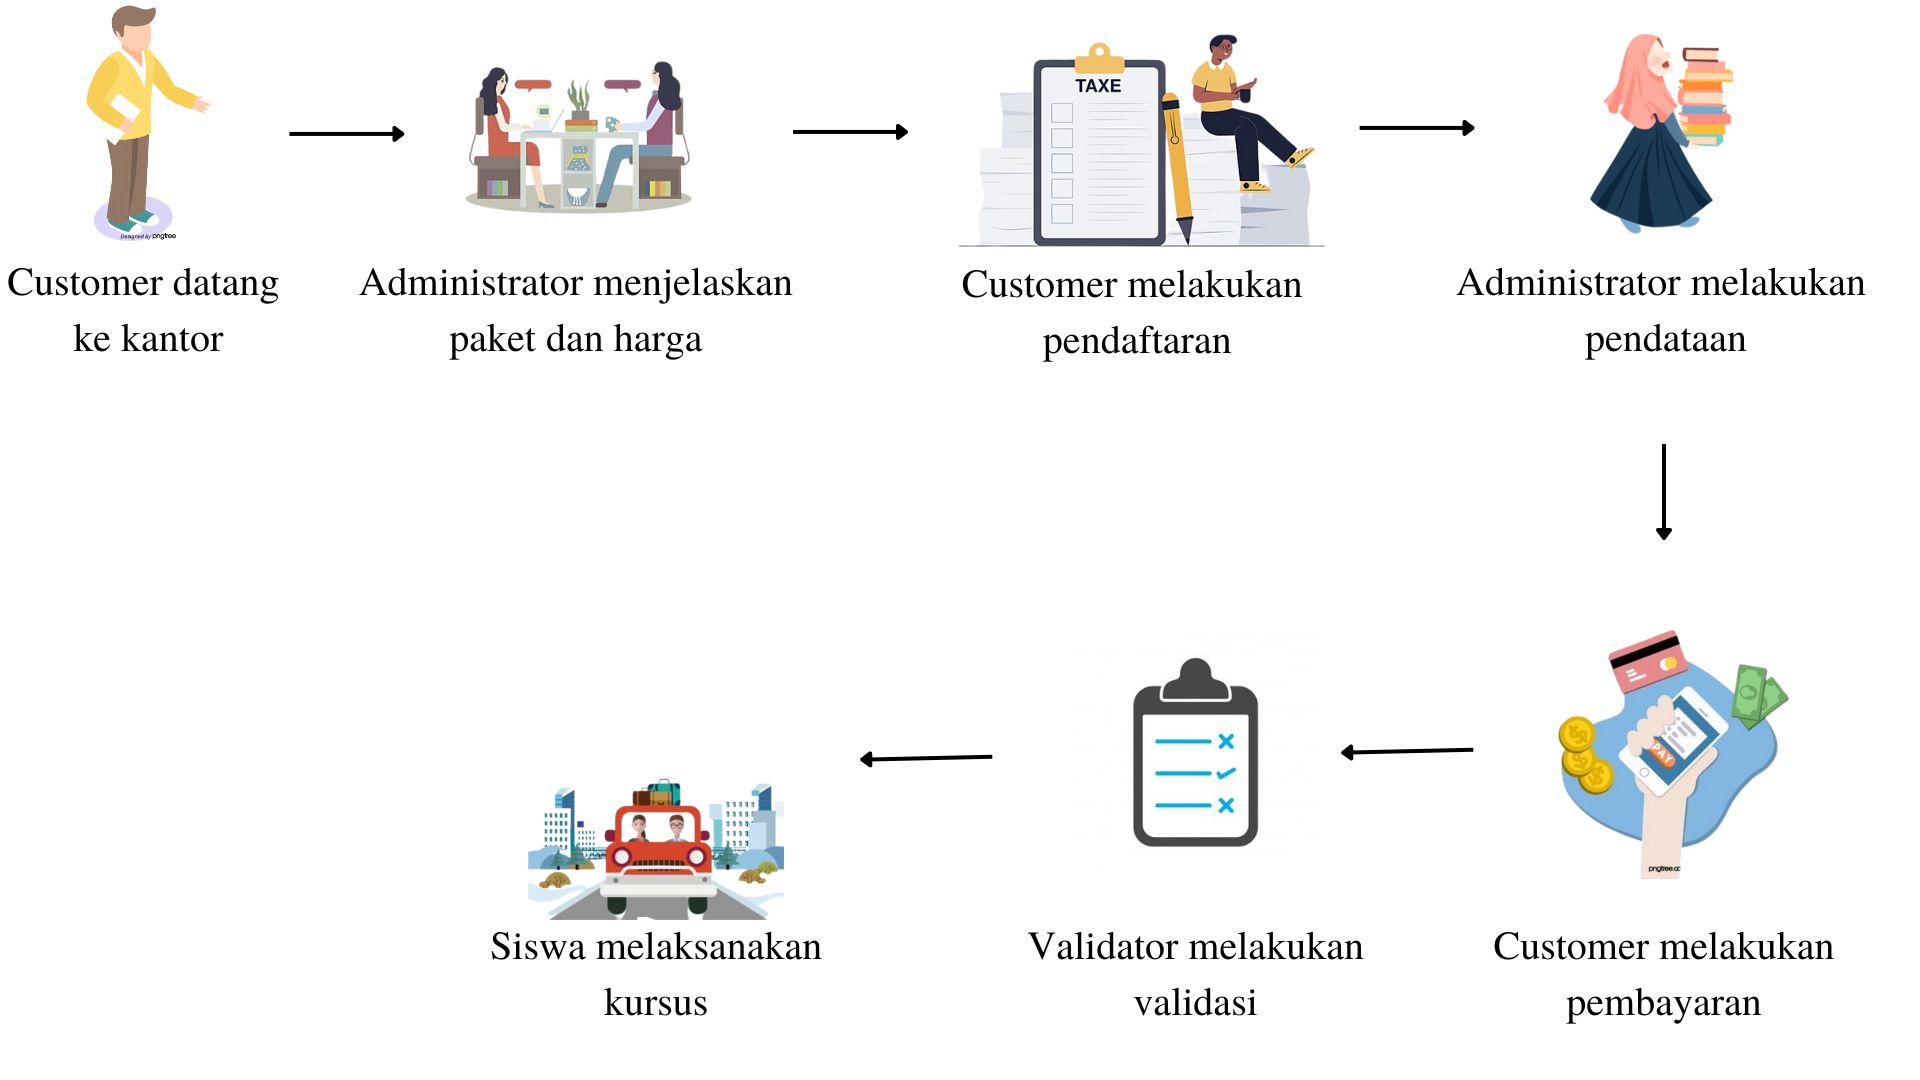 Designed by pngtree
TAXE
Customer datang
ke kantor
Administrator menjelaskan
paket dan harga
Customer melakukan
pendaftaran
Administrator melakukan
pendataan
PAY
pngtree.cc
Siswa melaksanakan
kursus
Validator melakukan
validasi
Customer melakukan
pembayaran